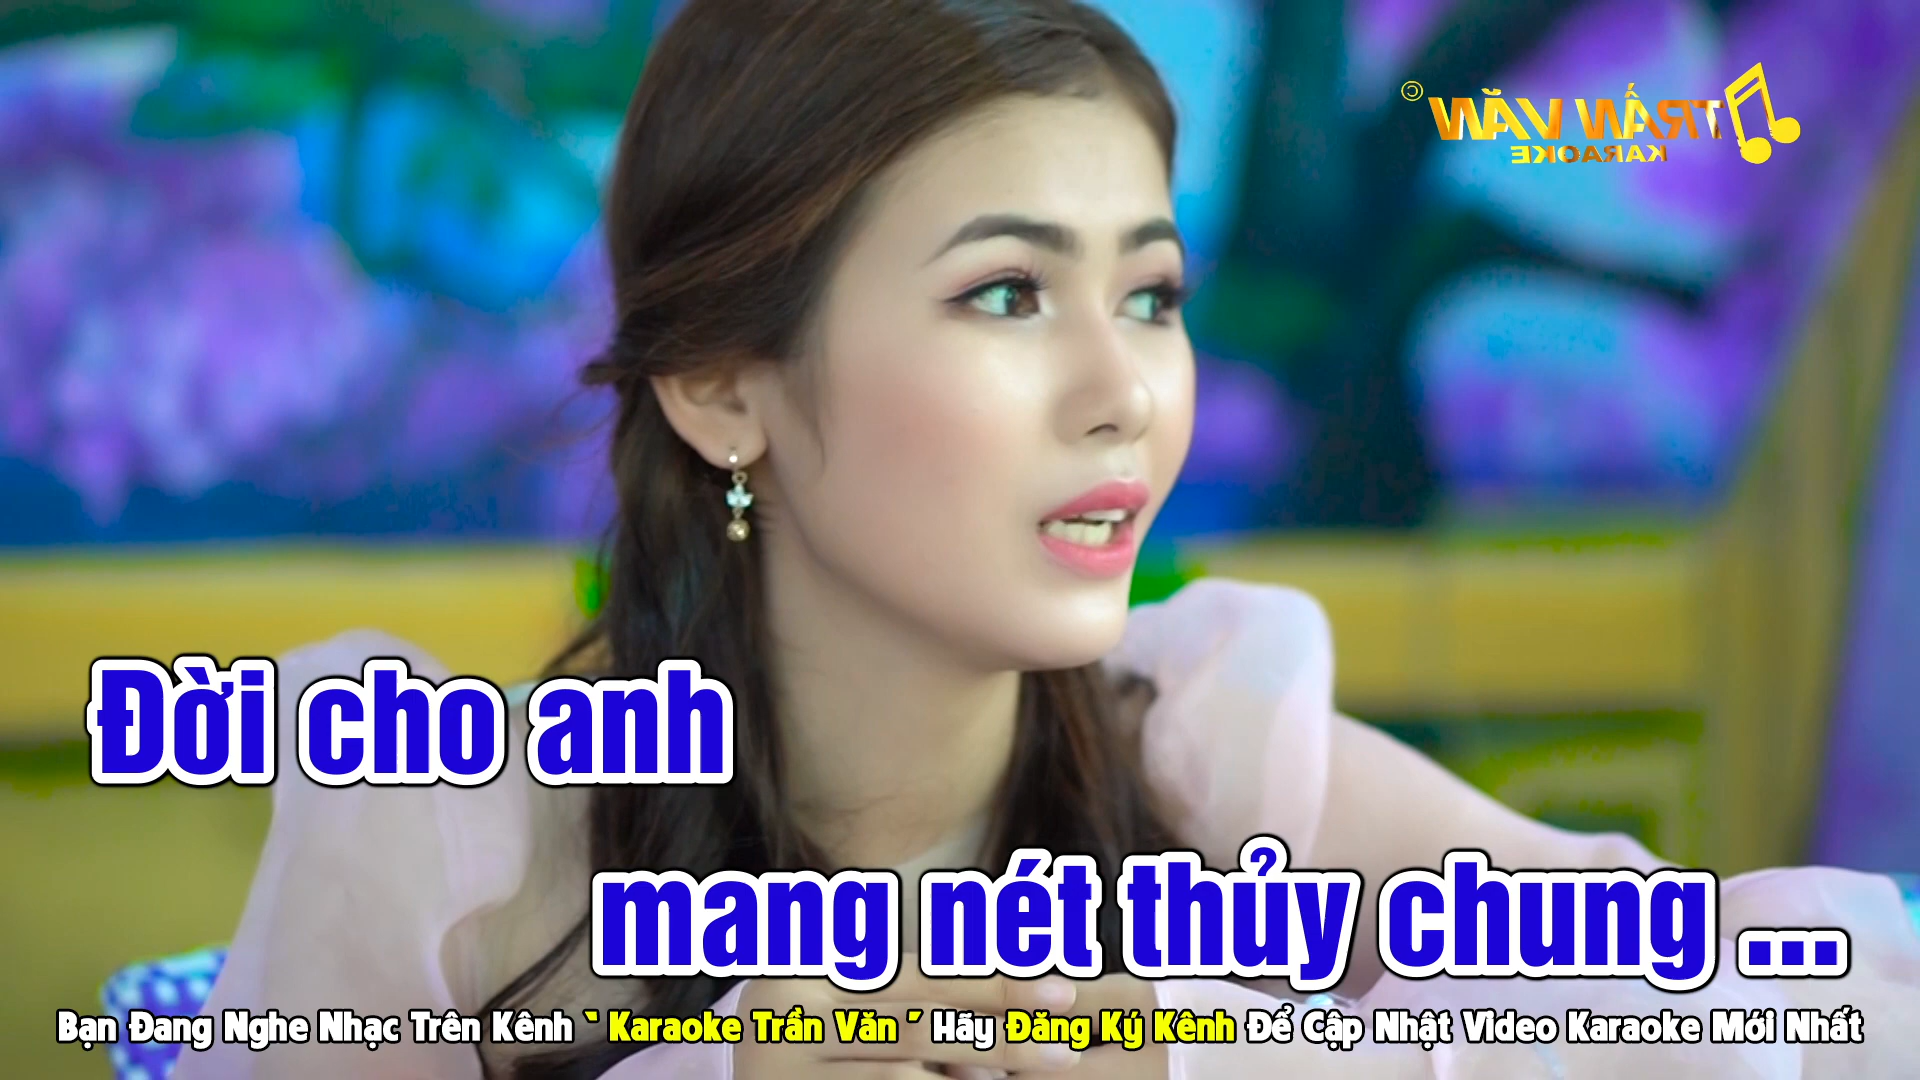 © TRẦN VĂN
KARAOKE
Đời cho anh
mang nét thủy chung ...
Bạn Đang Nghe Nhạc Trên Kênh ` Karaoke Trần Văn ´ Hãy Đăng Ký Kênh Để Cập Nhật Video Karaoke Mới Nhất